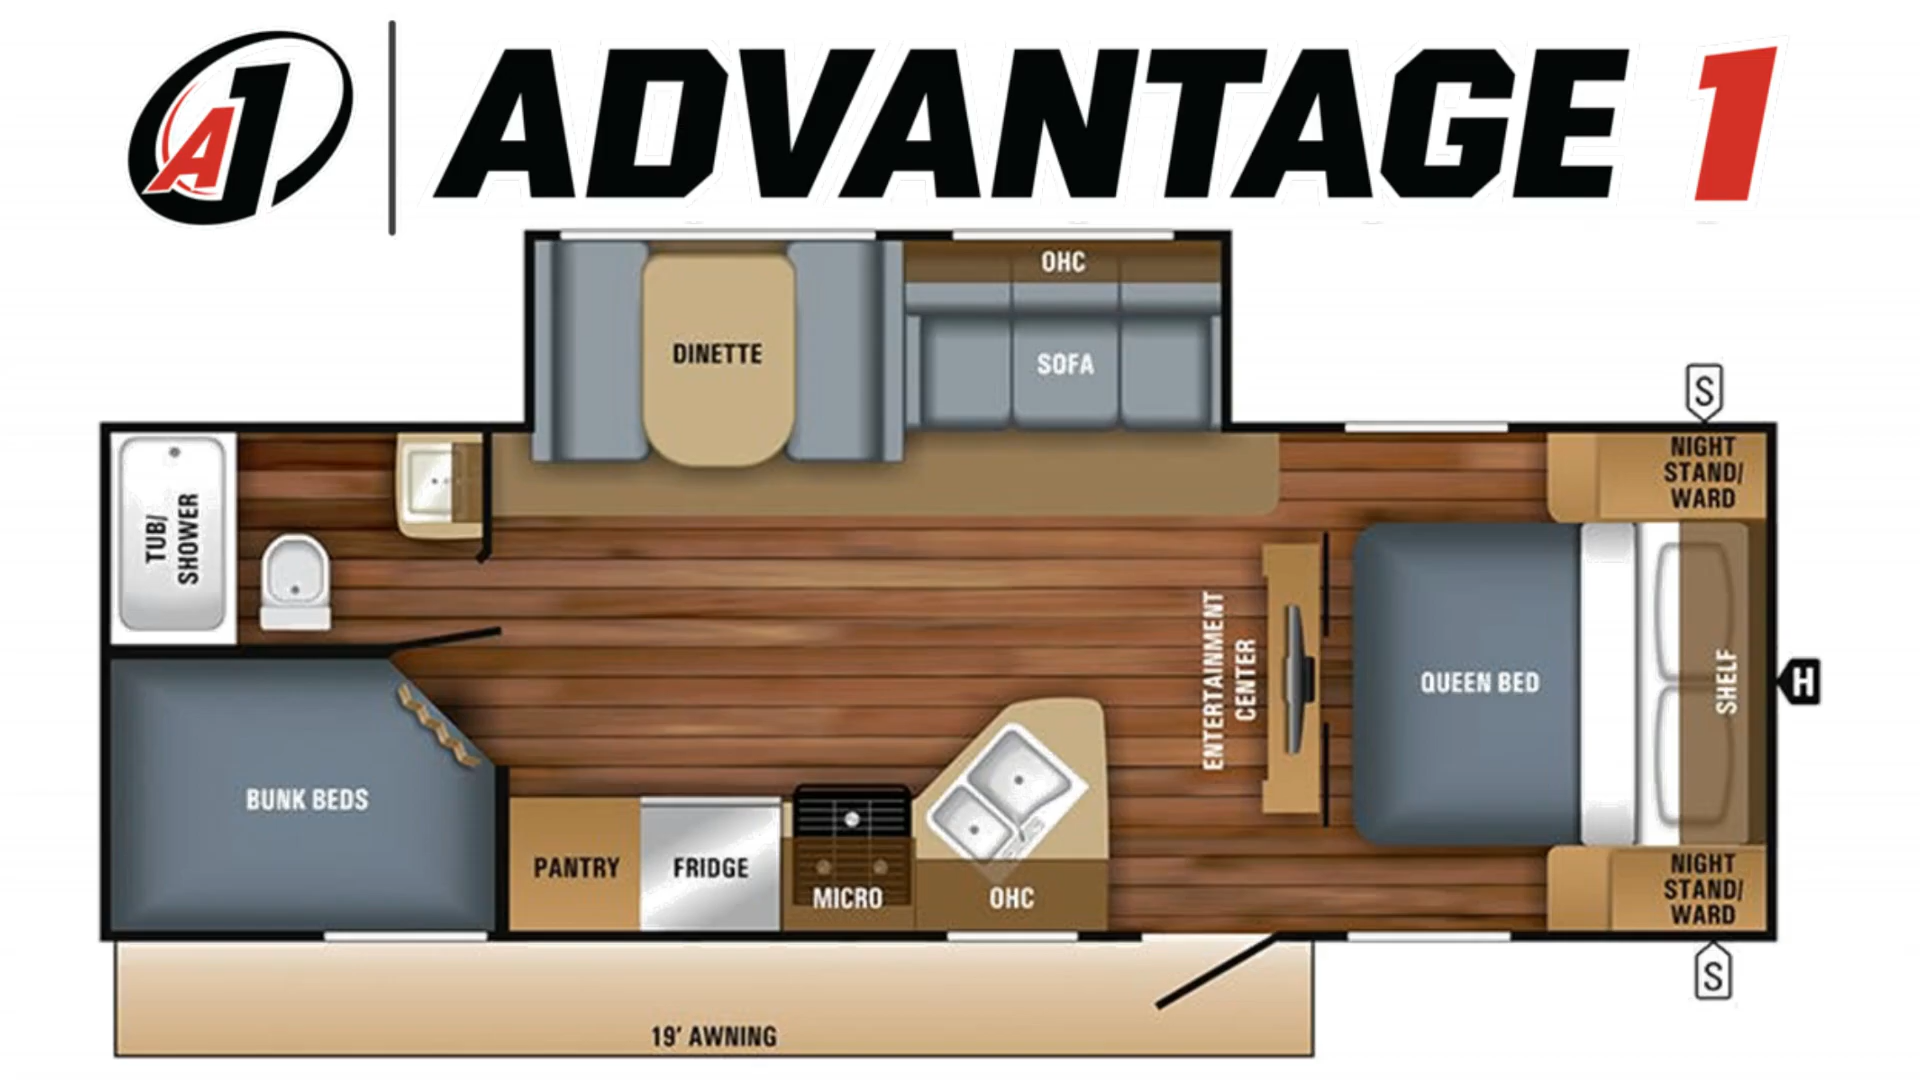 A1
ADVANTAGE 1
OHC
DINETTE
SOFA
S
NIGHT
STAND/
WARD
TUB/
SHOWER
ENTERTAINMENT
CENTER
QUEEN BED
SHELF
H
BUNK BEDS
PANTRY
FRIDGE
MICRO
OHC
NIGHT
STAND/
WARD
S
19' AWNING